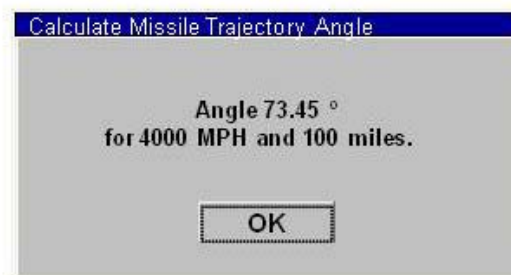 Calculate Missile Trajectory Angle
Angle 73.45 °
for 4000 MPH and 100 miles.
OK